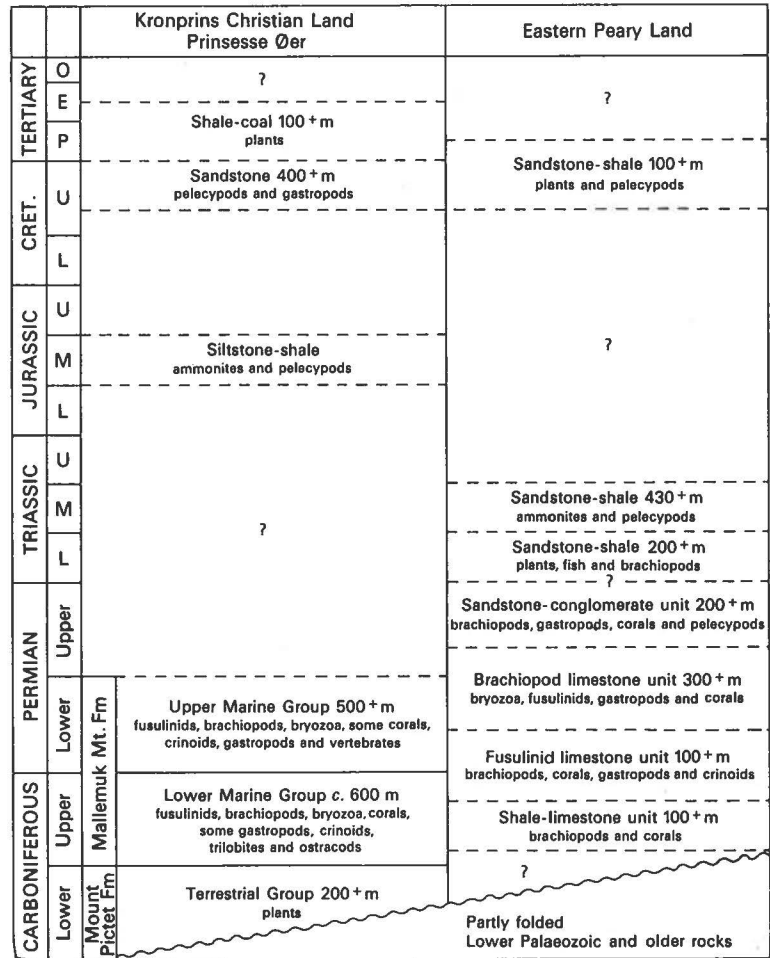 Kronprins Christian Land
Prinsesse Øer
Eastern Peary Land
TERTIARY
O
E
P
?
Shale-coal 100+m
plants
?
CRET.
U
L
Sandstone 400+m
pelecypods and gastropods
Sandstone-shale 100+m
plants and pelecypods
JURASSIC
U
M
L
Siltstone-shale
ammonites and pelecypods
?
TRIASSIC
U
M
L
?
Sandstone-shale 430+m
ammonites and pelecypods
Sandstone-shale 200+m
plants, fish and brachiopods
?
PERMIAN
Upper
Lower
Sandstone-conglomerate unit 200+m
brachiopods, gastropods, corals and pelecypods
Mallemuk Mt. Fm
Upper Marine Group 500+m
fusulinids, brachiopods, bryozoa, some corals,
crinoids, gastropods and vertebrates
Brachiopod limestone unit 300+m
bryozoa, fusulinids, gastropods and corals
Fusulinid limestone unit 100+m
brachiopods, corals, gastropods and crinoids
CARBONIFEROUS
Upper
Lower
Lower Marine Group c. 600 m
fusulinids, brachiopods, bryozoa, corals,
some gastropods, crinoids,
trilobites and ostracods
Shale-limestone unit 100+m
brachiopods and corals
Mount
Pictet Fm
Terrestrial Group 200+m
plants
?
Partly folded
Lower Palaeozoic and older rocks